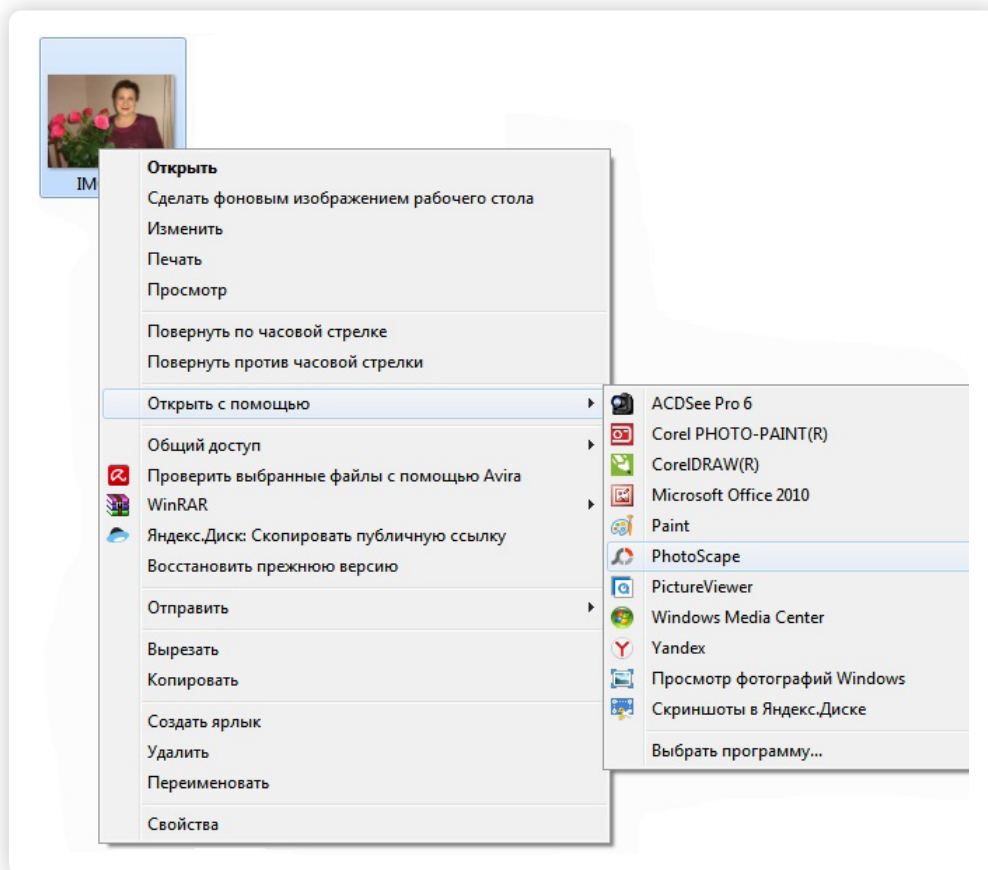 IM
Открыть
Сделать фоновым изображением рабочего стола
Изменить
Печать
Просмотр
Повернуть по часовой стрелке
Повернуть против часовой стрелки
Открыть с помощью
Общий доступ
Проверить выбранные файлы с помощью Avira
WinRAR
Яндекс.Диск: Скопировать публичную ссылку
Восстановить прежнюю версию
Отправить
Вырезать
Копировать
Создать ярлык
Удалить
Переименовать
Свойства
ACDSee Pro 6
Corel PHOTO-PAINT(R)
CorelDRAW(R)
Microsoft Office 2010
Paint
PhotoScape
PictureViewer
Windows Media Center
Yandex
Просмотр фотографий Windows
Скриншоты в Яндекс.Диске
Выбрать программу...